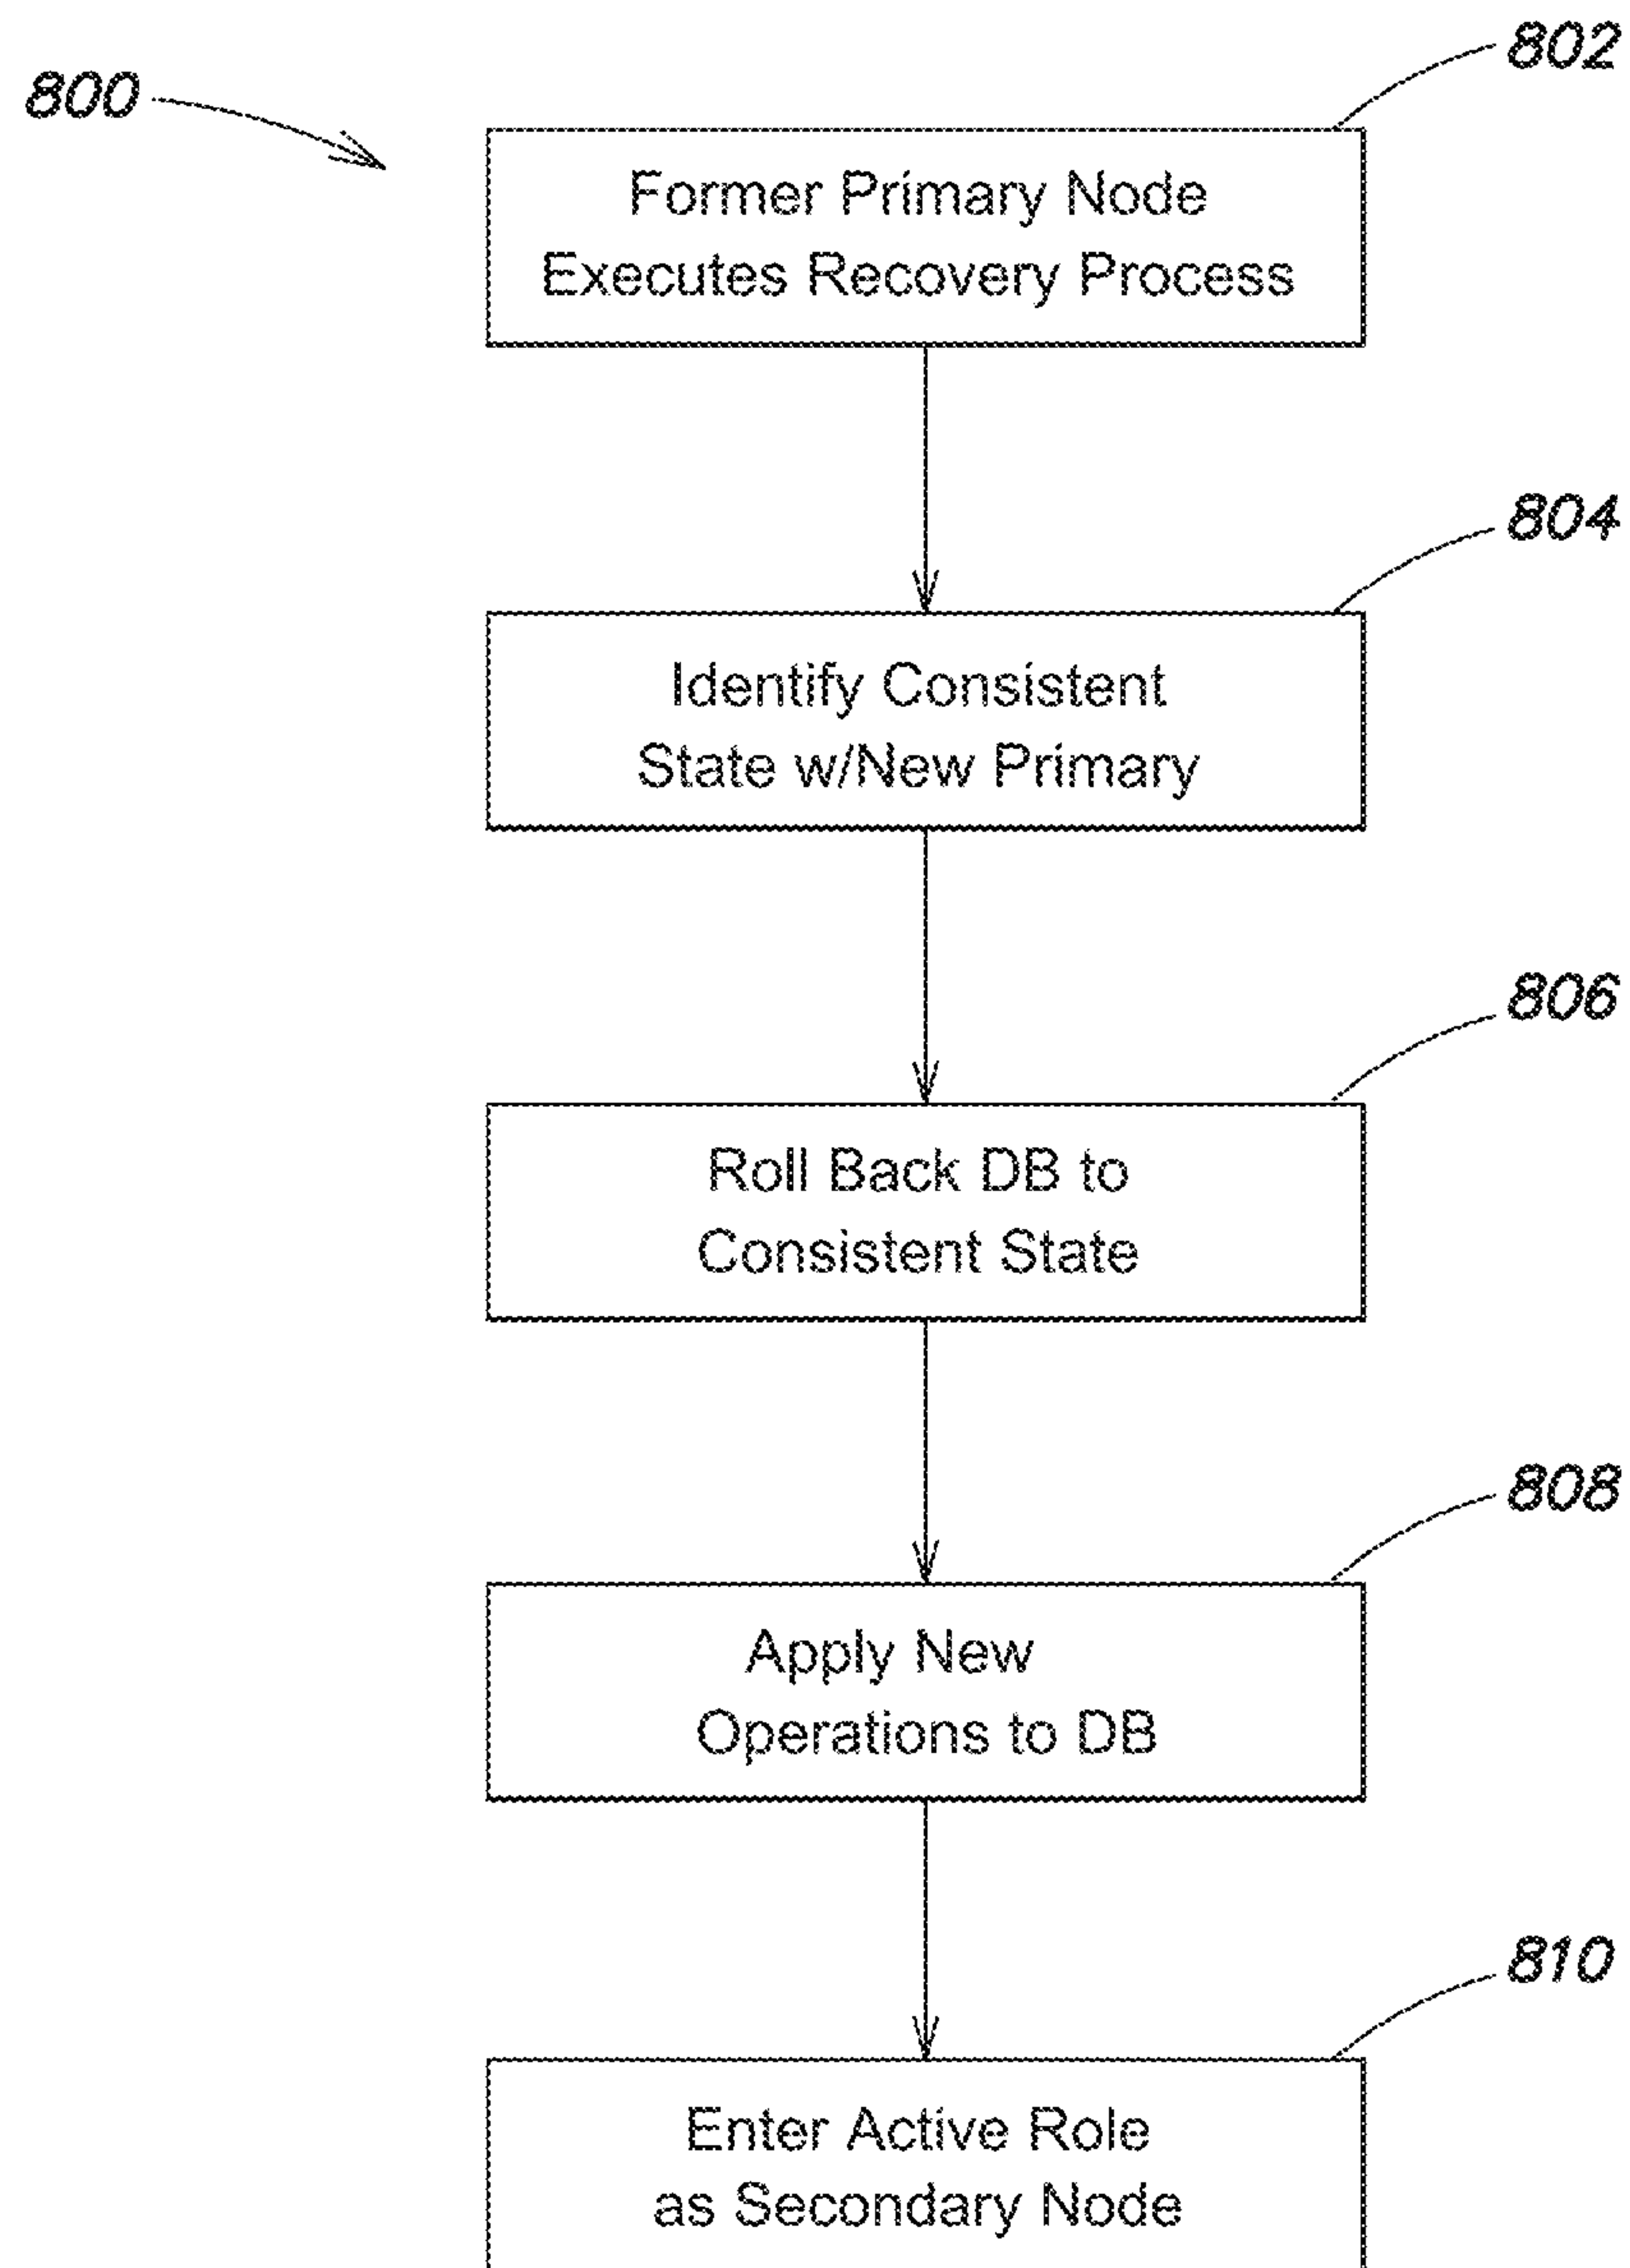 802
800
Former Primary Node
Executes Recovery Process
804
Identify Consistent
State w/New Primary
806
Roll Back DB to
Consistent State
808
Apply New
Operations to DB
810
Enter Active Role
as Secondary Node